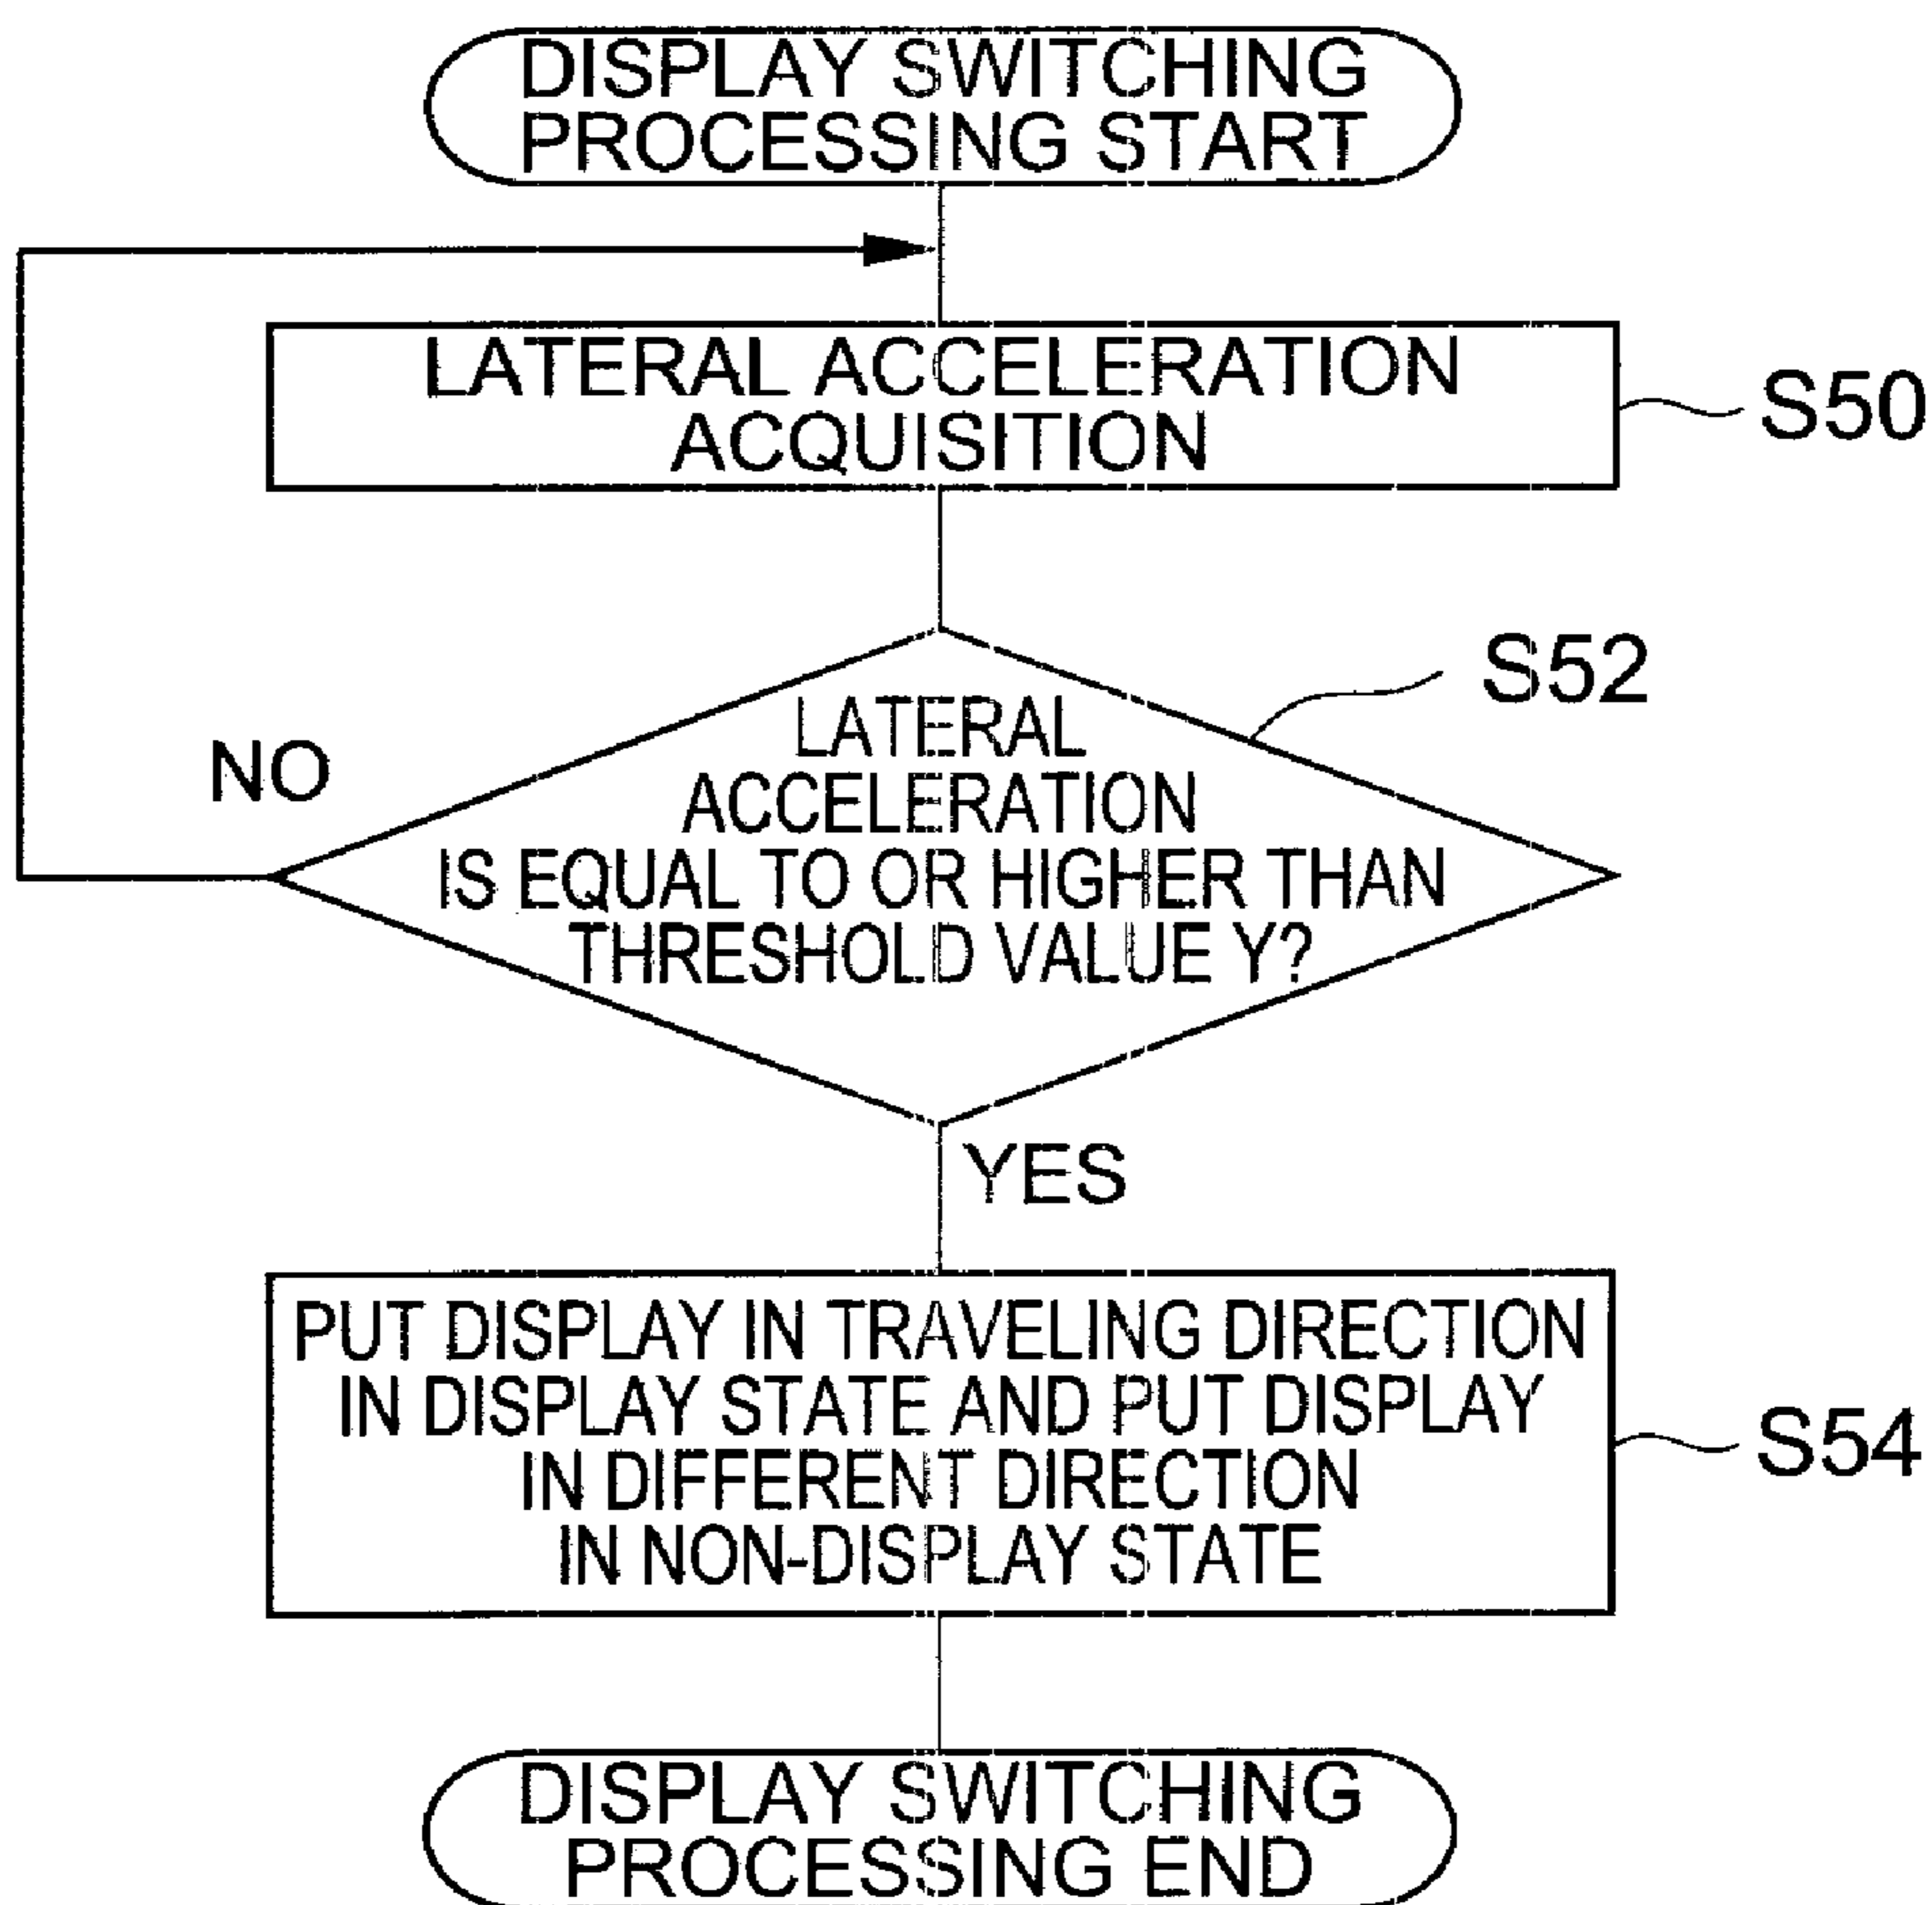 DISPLAY SWITCHING
PROCESSING START
LATERAL ACCELERATION
ACQUISITION
S50
S52
LATERAL
ACCELERATION
IS EQUAL TO OR HIGHER THAN
THRESHOLD VALUE Y?
NO
YES
PUT DISPLAY IN TRAVELING DIRECTION
IN DISPLAY STATE AND PUT DISPLAY
IN DIFFERENT DIRECTION
IN NON-DISPLAY STATE
S54
DISPLAY SWITCHING
PROCESSING END